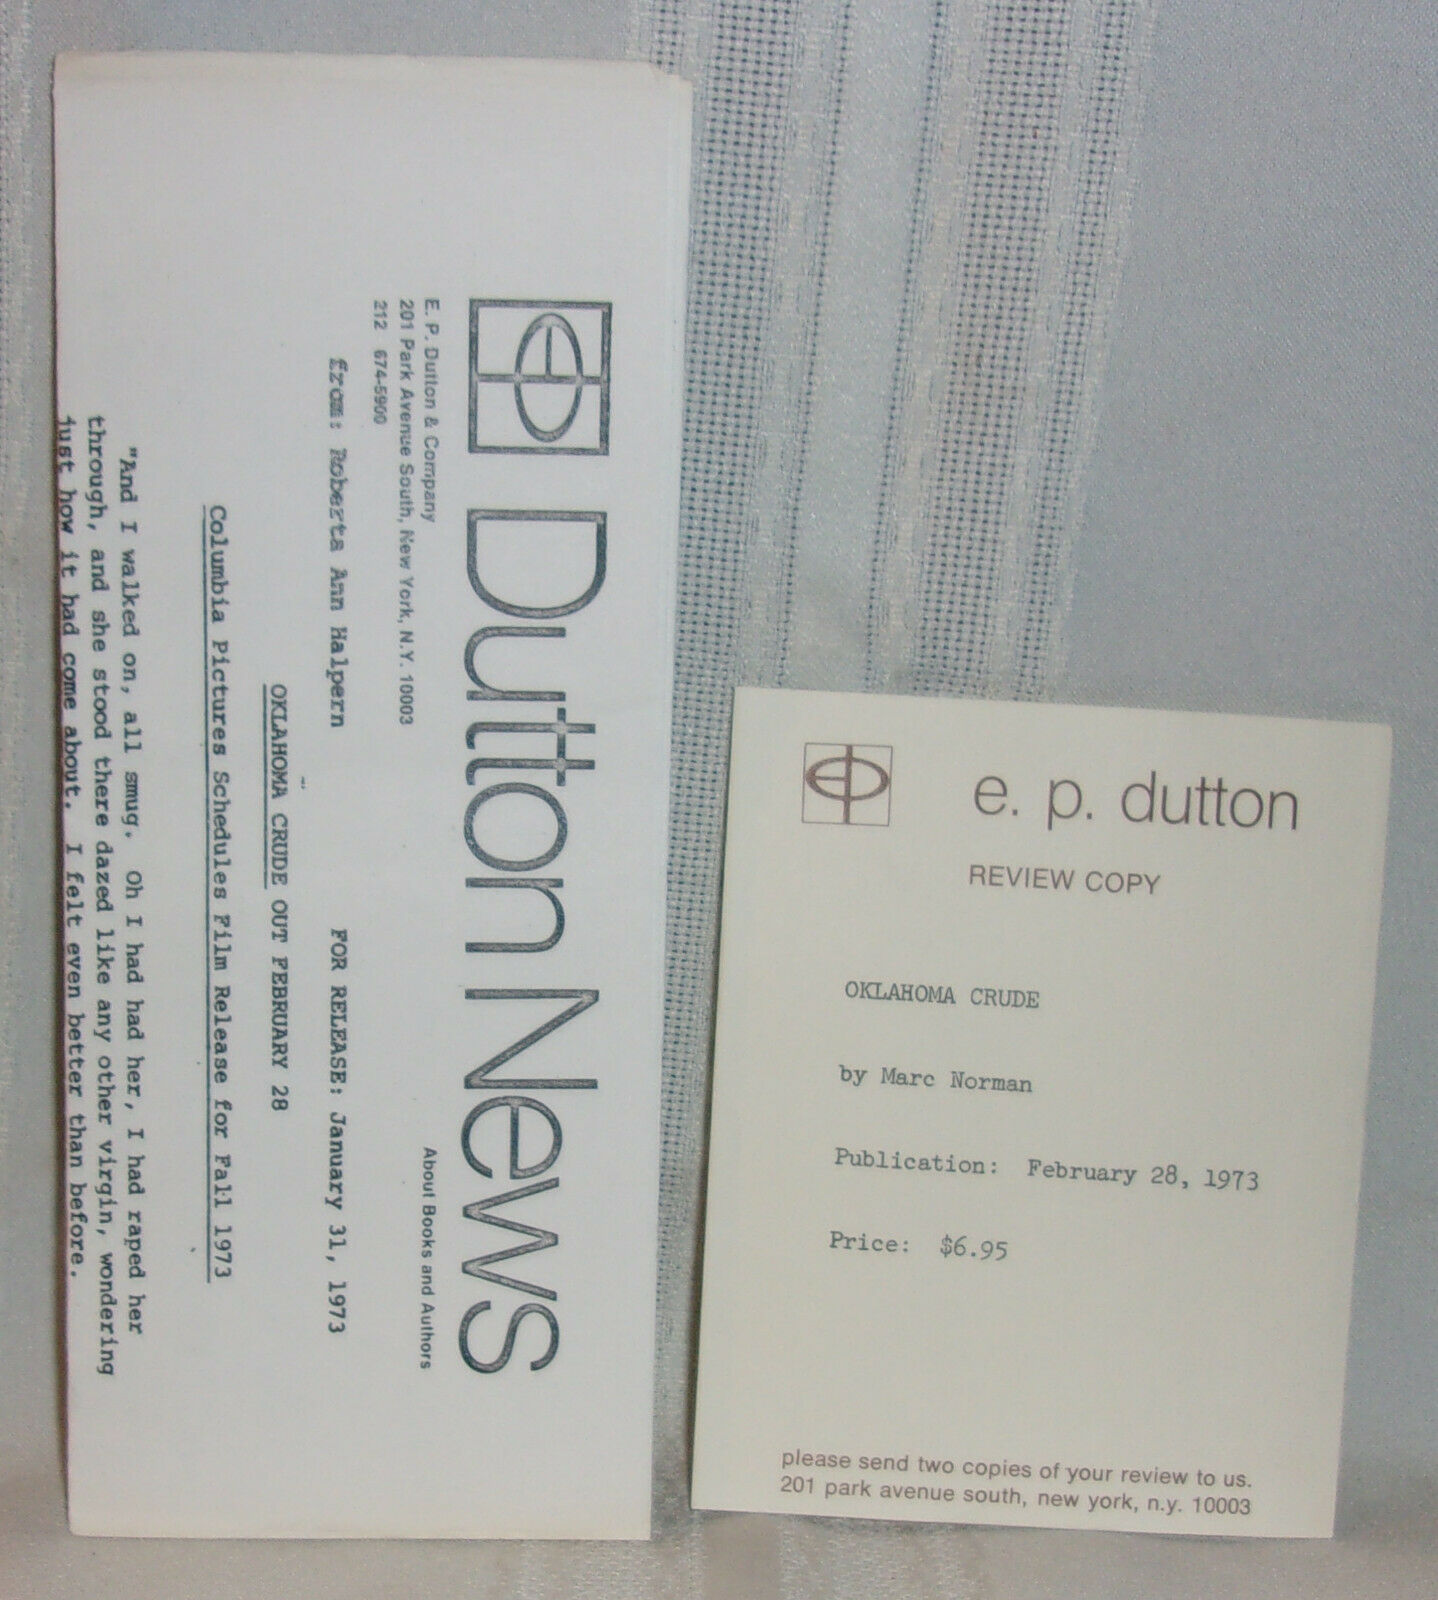 Dutton News
E. P. Dutton & Company
201 Park Avenue South, New York, N.Y. 10003
212 674-5900
About Books and Authors
from: Roberta Ann Halpern
FOR RELEASE: January 31, 1973
OKLAHOMA CRUDE OUT FEBRUARY 28
Columbia Pictures Schedules Film Release for Fall 1973
"And I walked on, all smug. Oh I had had her, I had raped her
through, and she stood there dazed like any other virgin, wondering
just how it had come about. I felt even better than before.
e. p. dutton
REVIEW COPY
OKLAHOMA CRUDE
by Marc Norman
Publication: February 28, 1973
Price: $6.95
please send two copies of your review to us.
201 park avenue south, new york, n.y. 10003